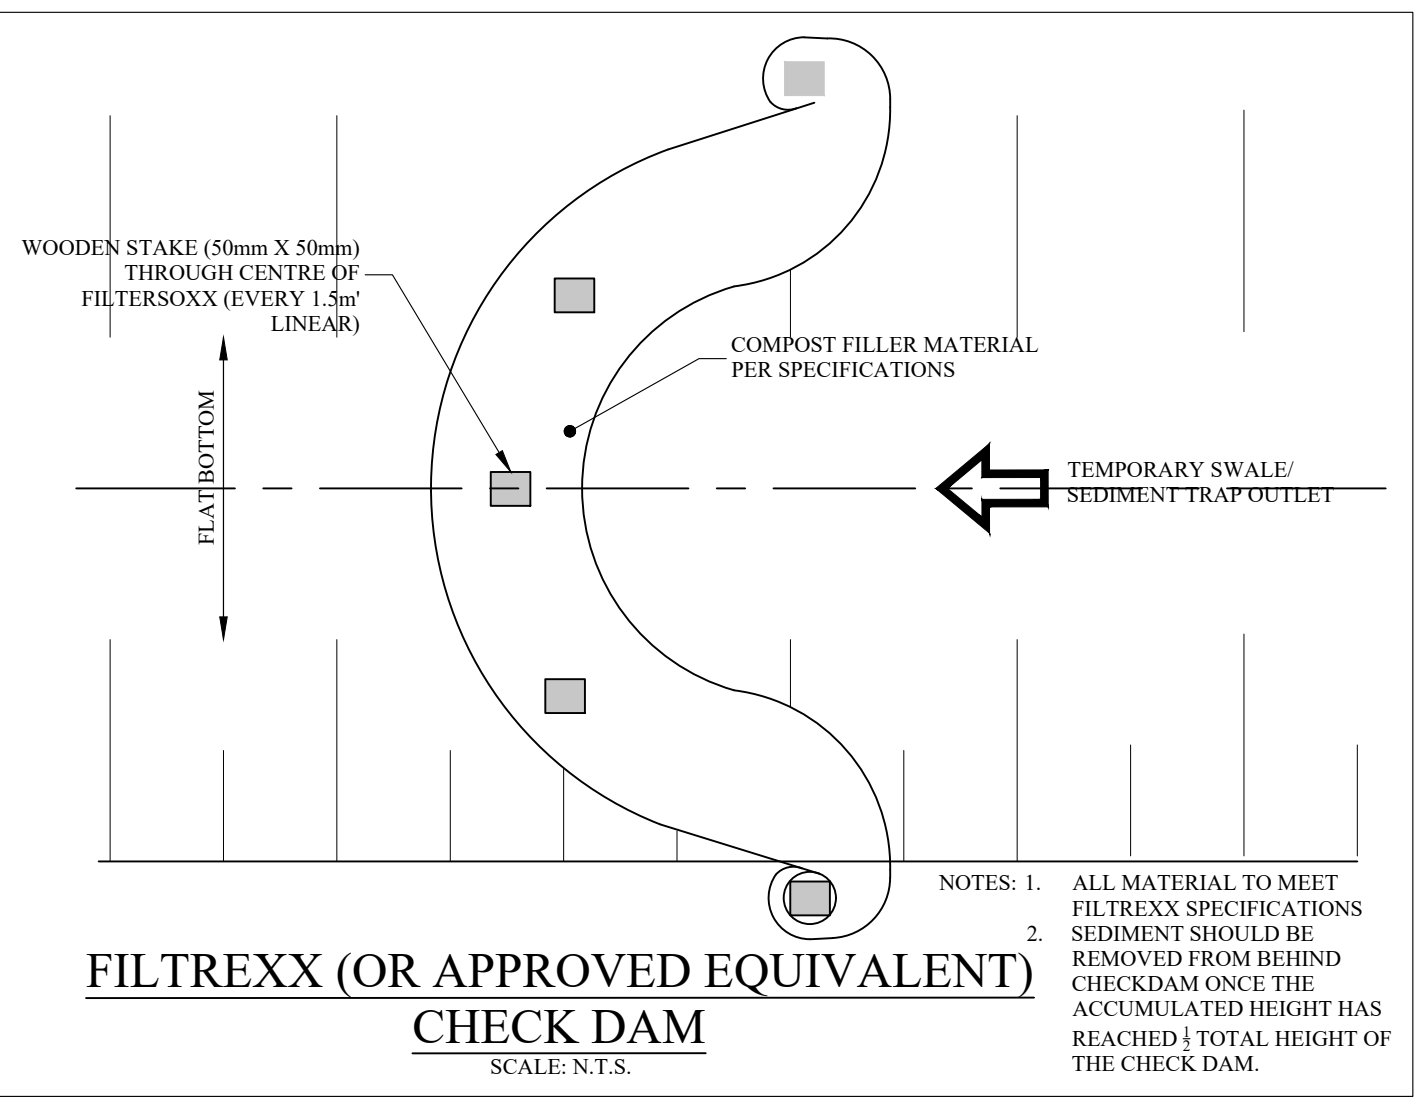 WOODEN STAKE (50mm X 50mm)
THROUGH CENTRE OF
FILTERSOXX (EVERY 1.5m'
LINEAR)
COMPOST FILLER MATERIAL
PER SPECIFICATIONS
FLAT BOTTOM
TEMPORARY SWALE/
SEDIMENT TRAP OUTLET
NOTES: 1. ALL MATERIAL TO MEET
FILTREXX SPECIFICATIONS
2. SEDIMENT SHOULD BE
REMOVED FROM BEHIND
CHECKDAM ONCE THE
ACCUMULATED HEIGHT HAS
REACHED ½ TOTAL HEIGHT OF
THE CHECK DAM.
FILTREXX (OR APPROVED EQUIVALENT)
CHECK DAM
SCALE: N.T.S.